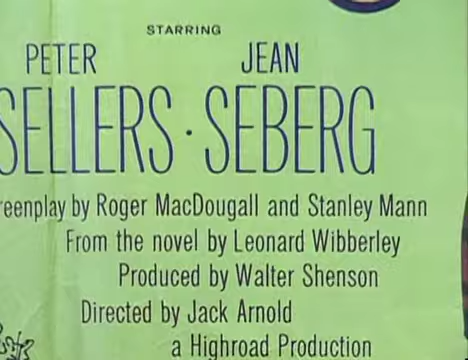 STARRING
PETER JEAN
SELLERS · SEBERG
reenplay by Roger MacDougall and Stanley Mann
From the novel by Leonard Wibberley
Produced by Walter Shenson
Directed by Jack Arnold
a Highroad Production